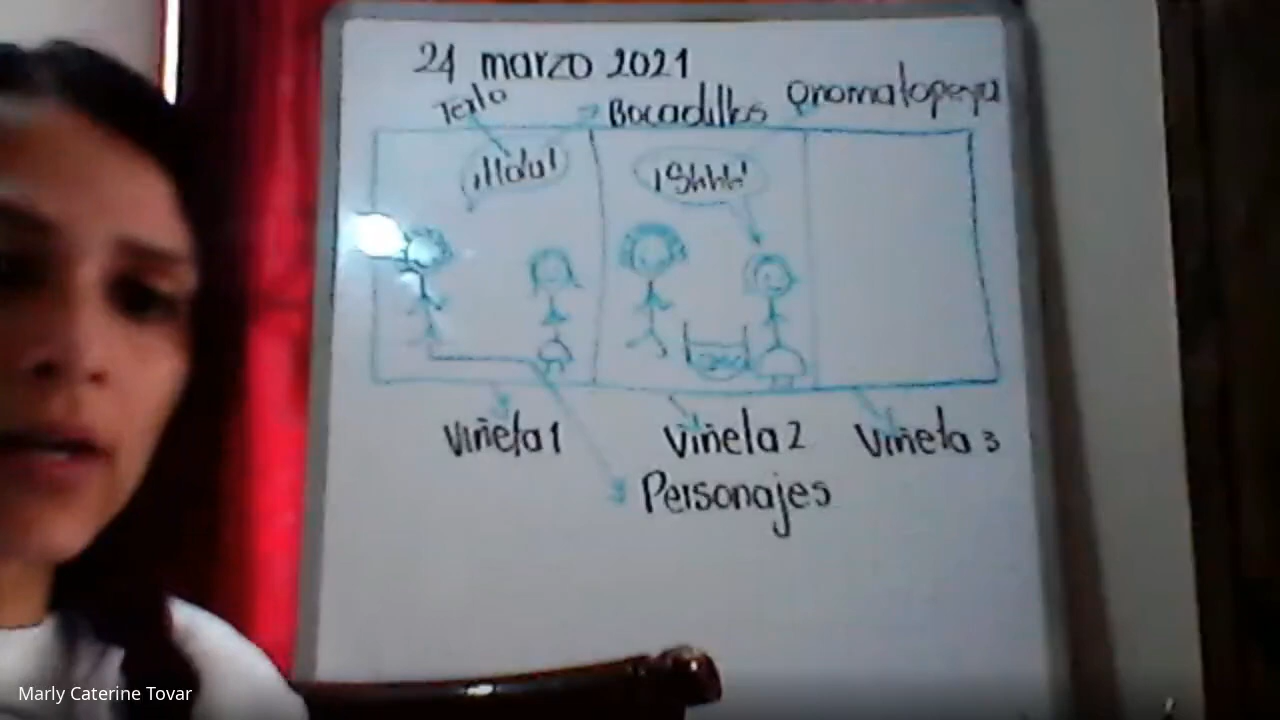 24 marzo 2021
Texto
Bocadillos
Onomatopeya
¡Hola!
¡Shhh!
Viñeta 1
Viñeta 2
Viñeta 3
Personajes
Marly Caterine Tovar